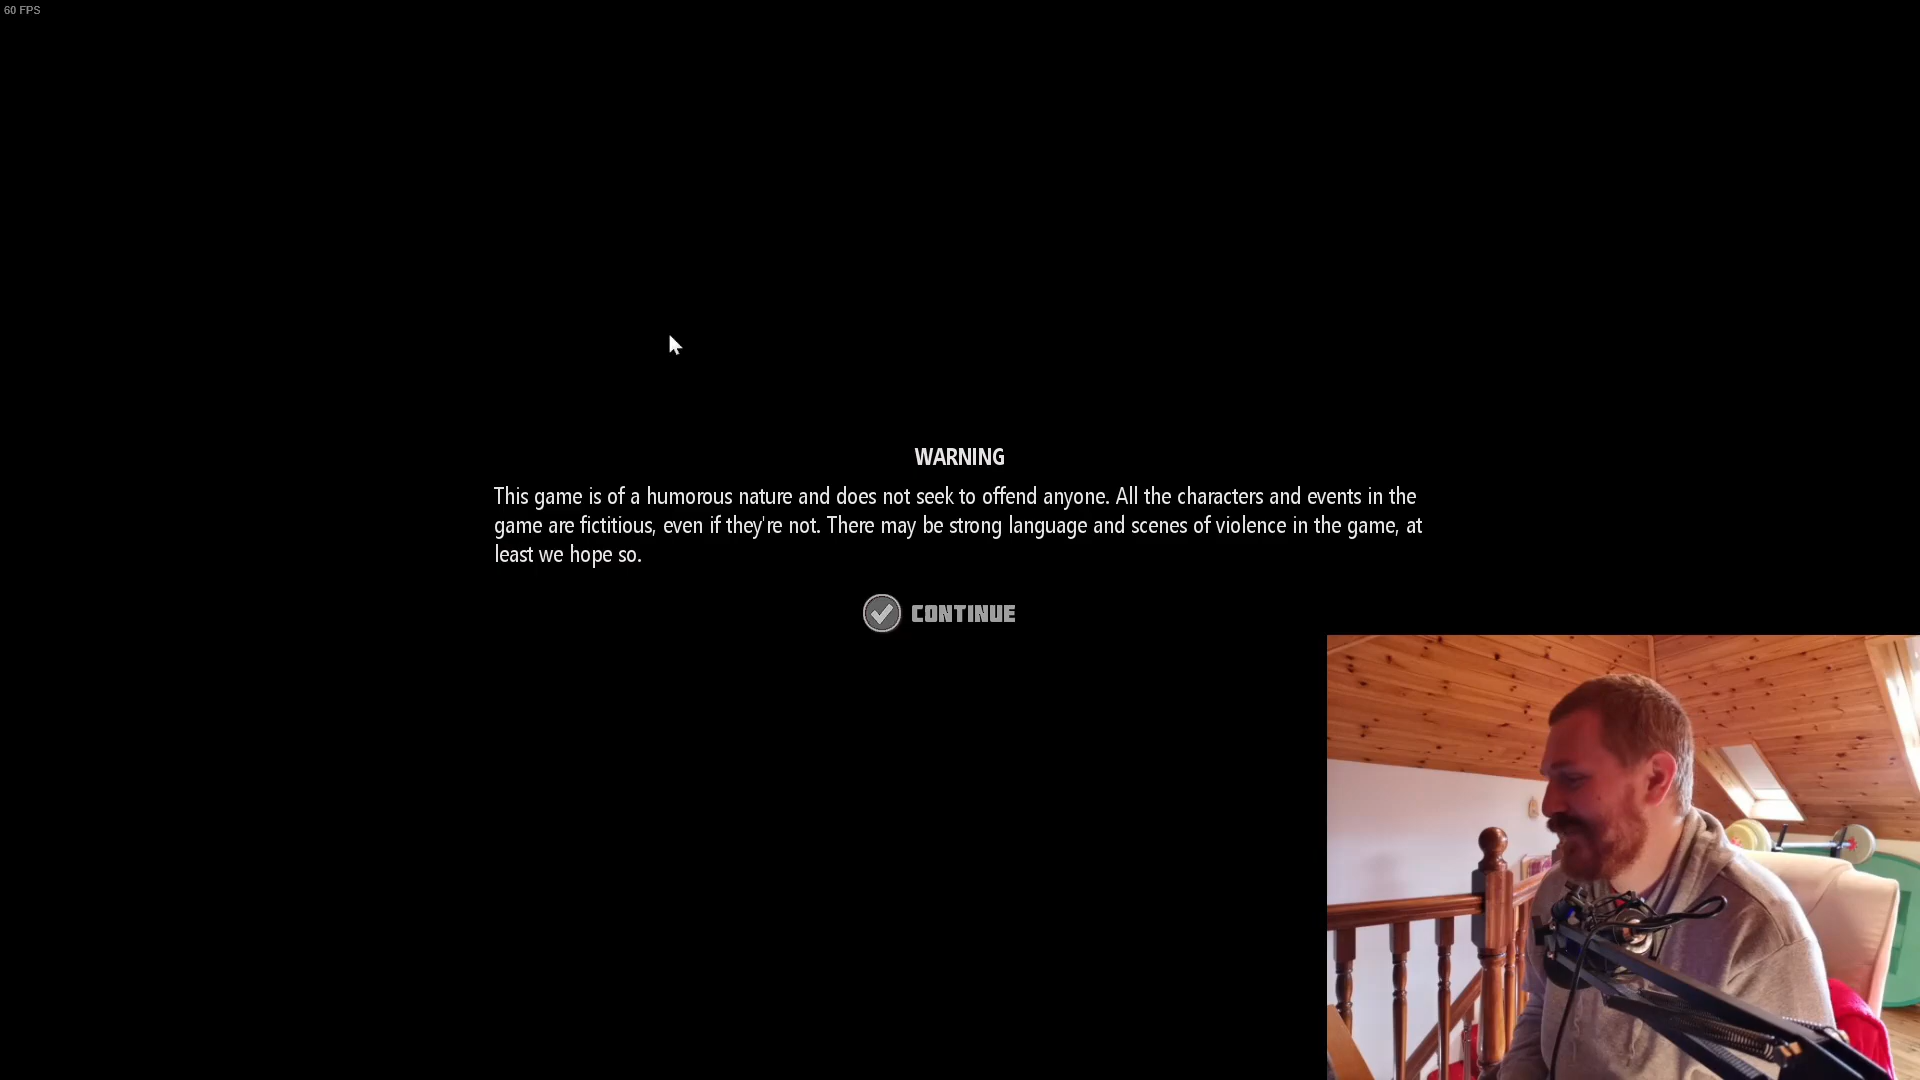 60 FPS
WARNING
This game is of a humorous nature and does not seek to offend anyone. All the characters and events in the
game are fictitious, even if they're not. There may be strong language and scenes of violence in the game, at
least we hope so.
CONTINUE